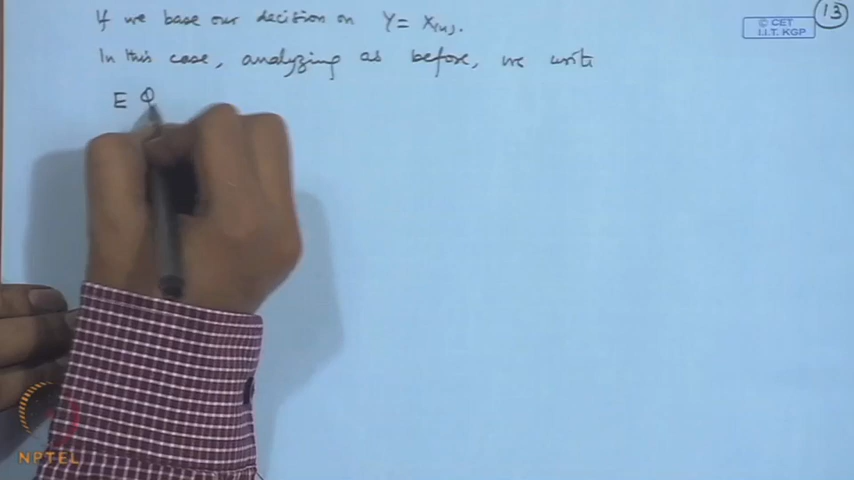 If we base our decision on Y = X(n).
© CET
I.I.T. KGP
13
In this case, analyzing as before, we write
E φ
NPTEL